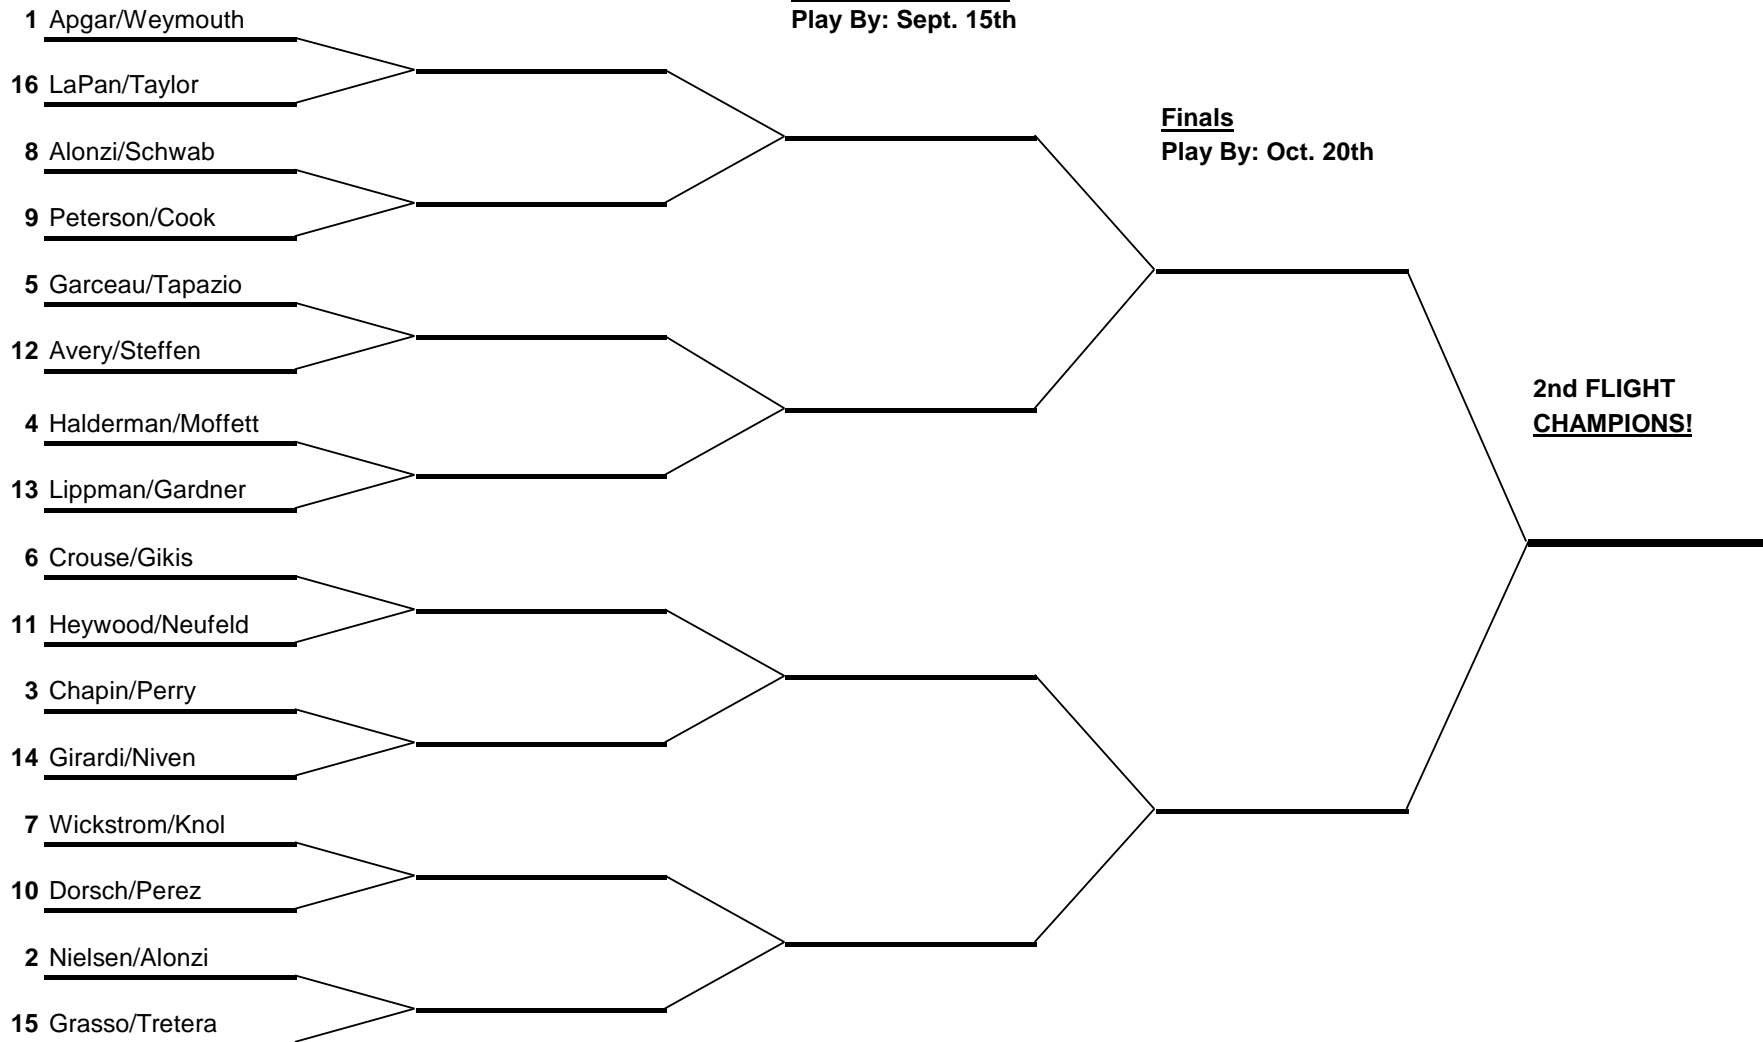 1 Apgar/Weymouth
Play By: Sept. 15th
16 LaPan/Taylor
Finals
Play By: Oct. 20th
8 Alonzi/Schwab
9 Peterson/Cook
5 Garceau/Tapazio
12 Avery/Steffen
2nd FLIGHT
CHAMPIONS!
4 Halderman/Moffett
13 Lippman/Gardner
6 Crouse/Gikis
11 Heywood/Neufeld
3 Chapin/Perry
14 Girardi/Niven
7 Wickstrom/Knol
10 Dorsch/Perez
2 Nielsen/Alonzi
15 Grasso/Tretera